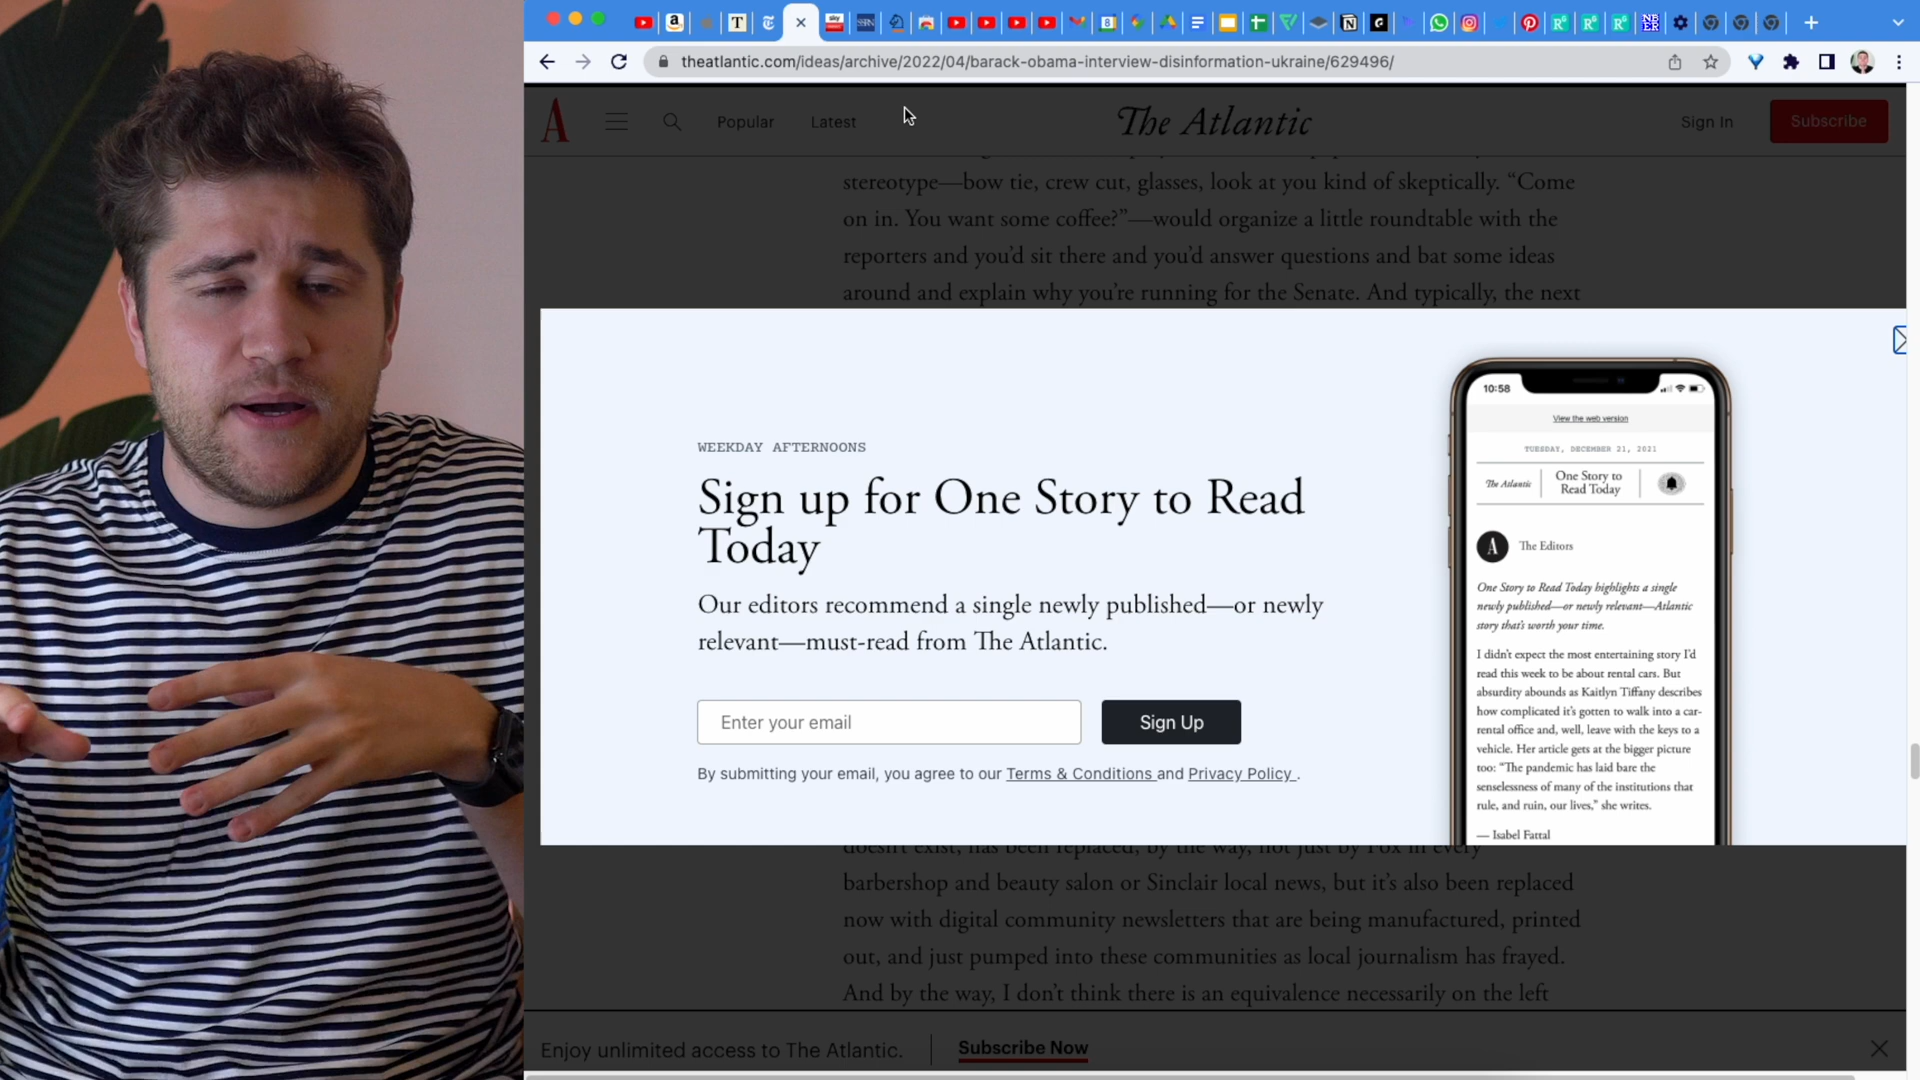 theatlantic.com/ideas/archive/2022/04/barack-obama-interview-disinformation-ukraine/629496/
Popular
Latest
The Atlantic
Sign In
Subscribe
stereotype—bow tie, crew cut, glasses, look at you kind of skeptically. “Come
on in. You want some coffee?”—would organize a little roundtable with the
reporters and you’d sit there and you’d answer questions and bat some ideas
around and explain why you’re running for the Senate. And typically, the next
WEEKDAY AFTERNOONS
Sign up for One Story to Read
Today
Our editors recommend a single newly published—or newly
relevant—must-read from The Atlantic.
Enter your email
Sign Up
By submitting your email, you agree to our Terms & Conditions and Privacy Policy .
10:58
View the web version
TUESDAY, DECEMBER 21, 2021
The Atlantic
One Story to
Read Today
A
The Editors
One Story to Read Today highlights a single
newly published—or newly relevant—Atlantic
story that’s worth your time.
I didn’t expect the most entertaining story I’d
read this week to be about rental cars. But
absurdity abounds as Kaitlyn Tiffany describes
how complicated it’s gotten to walk into a car-
rental office and, well, leave with the keys to a
vehicle. Her article gets at the bigger picture
too: “The pandemic has laid bare the
senselessness of many of the institutions that
rule, and ruin, our lives,” she writes.
— Isabel Fattal
doesn’t exist, has been replaced, by the way, not just by Fox in every
barbershop and beauty salon or Sinclair local news, but it’s also been replaced
now with digital community newsletters that are being manufactured, printed
out, and just pumped into these communities as local journalism has frayed.
And by the way, I don’t think there is an equivalence necessarily on the left
Enjoy unlimited access to The Atlantic.
Subscribe Now